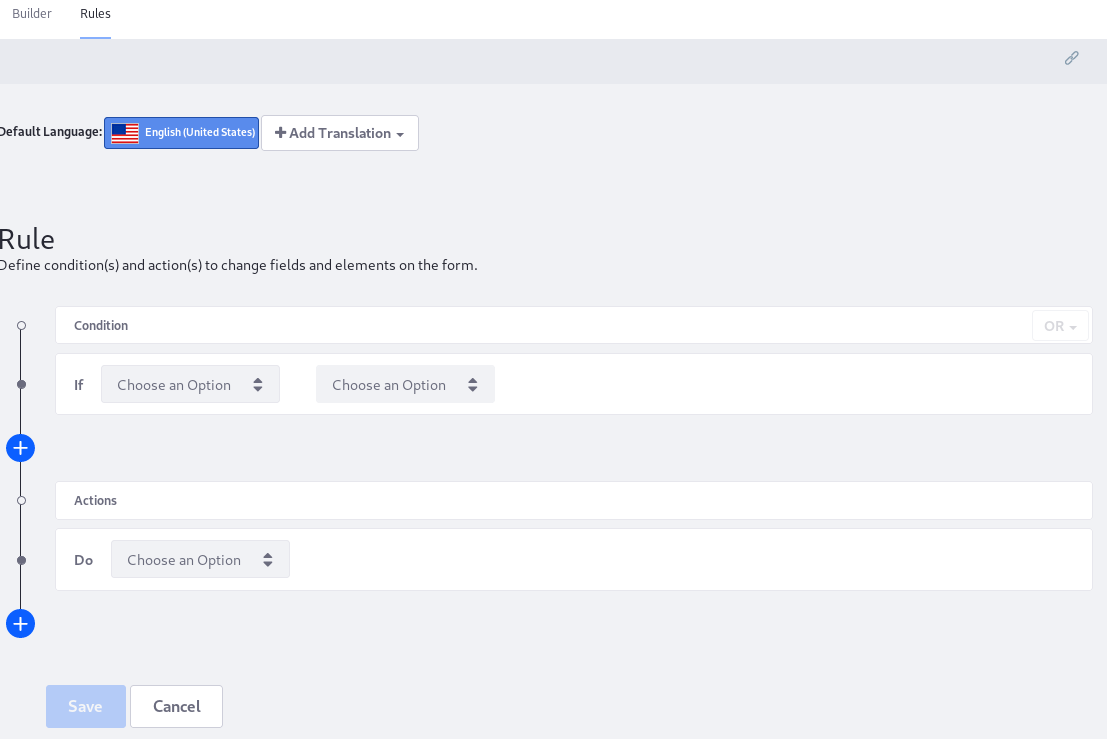 Builder Rules
Default Language: English (United States) Add Translation
Rule
Define condition(s) and action(s) to change fields and elements on the form.
Condition OR
If Choose an Option Choose an Option
Actions
Do Choose an Option
Save Cancel